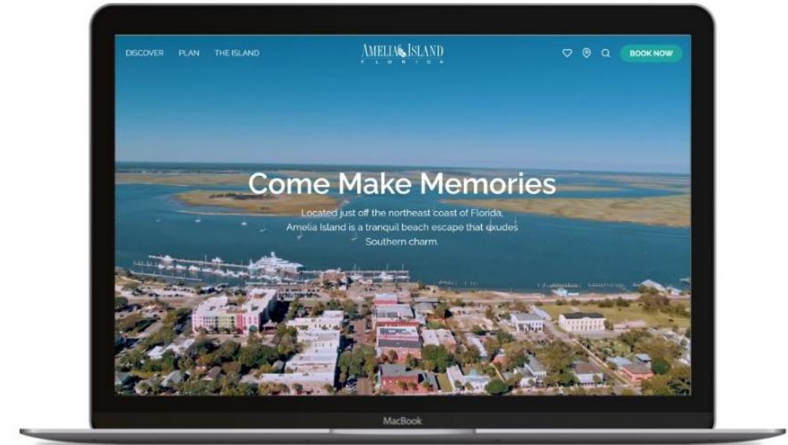 DISCOVER PLAN THE ISLAND
AMELIA ISLAND
FLORIDA
BOOK NOW
Come Make Memories
Located just off the northeast coast of Florida,
Amelia Island is a tranquil beach escape that exudes
Southern charm.
MacBook